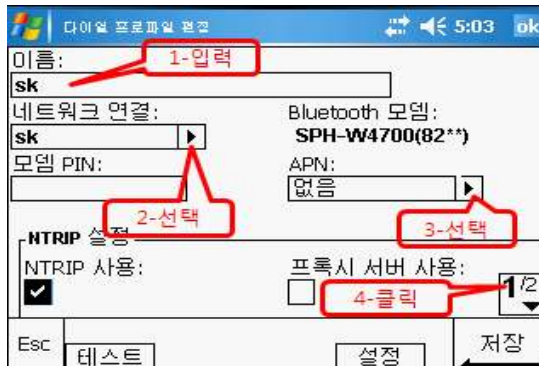 다이얼 프로파일 편집 5:03 ok
이름: 1-입력
sk
네트워크 연결: Bluetooth 모뎀:
sk SPH-W4700(82**)
모뎀 PIN: APN:
없음
2-선택 3-선택
NTRIP 설정
NTRIP 사용: 프록시 서버 사용:
4-클릭 1/2
Esc 테스트 설정 저장